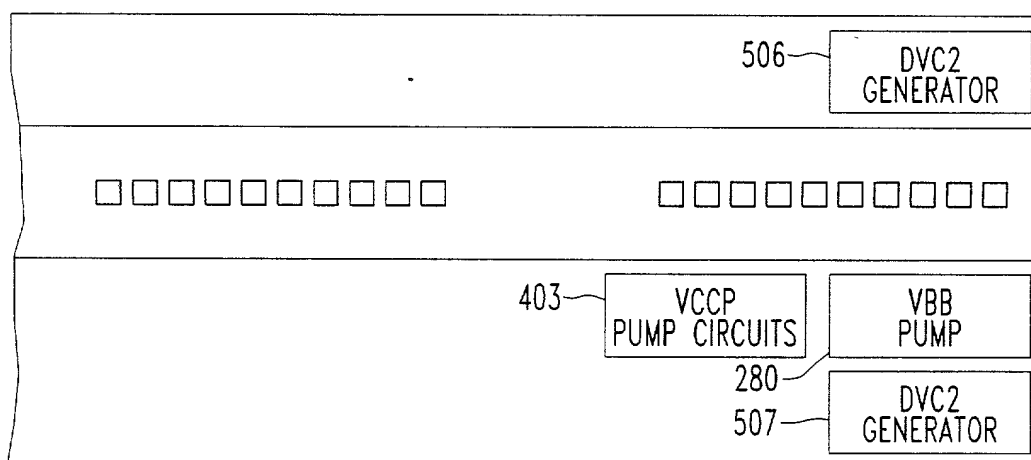 506
DVC2
GENERATOR
403
VCCP
PUMP CIRCUITS
VBB
PUMP
280
507
DVC2
GENERATOR